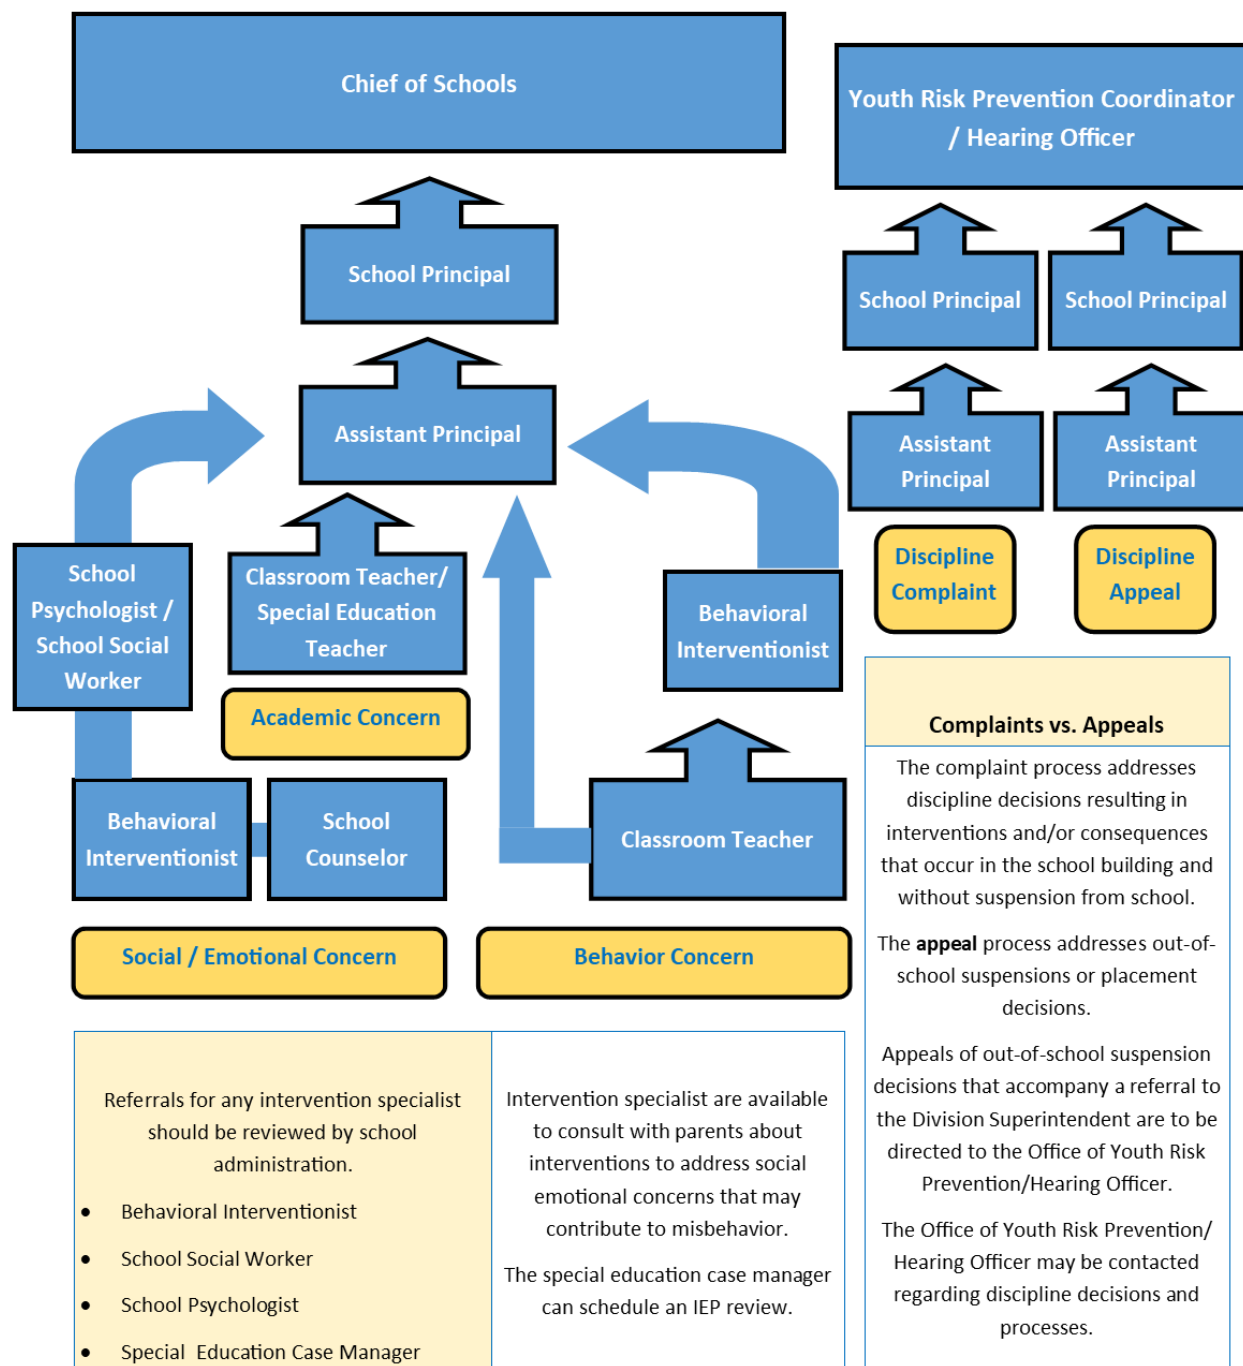 Chief of Schools
Youth Risk Prevention Coordinator
/ Hearing Officer
School Principal
School Principal
School Principal
Assistant Principal
Assistant
Principal
Assistant
Principal
School
Psychologist /
School Social
Worker
Classroom Teacher/
Special Education
Teacher
Behavioral
Interventionist
Discipline
Complaint
Discipline
Appeal
Academic Concern
Behavioral
Interventionist
School
Counselor
Classroom Teacher
Social / Emotional Concern
Behavior Concern
Complaints vs. Appeals
The complaint process addresses
discipline decisions resulting in
interventions and/or consequences
that occur in the school building and
without suspension from school.
The appeal process addresses out-of-
school suspensions or placement
decisions.
Appeals of out-of-school suspension
decisions that accompany a referral to
the Division Superintendent are to be
directed to the Office of Youth Risk
Prevention/Hearing Officer.
The Office of Youth Risk Prevention/
Hearing Officer may be contacted
regarding discipline decisions and
processes.
Referrals for any intervention specialist
should be reviewed by school
administration.
• Behavioral Interventionist
• School Social Worker
• School Psychologist
• Special Education Case Manager
Intervention specialist are available
to consult with parents about
interventions to address social
emotional concerns that may
contribute to misbehavior.
The special education case manager
can schedule an IEP review.